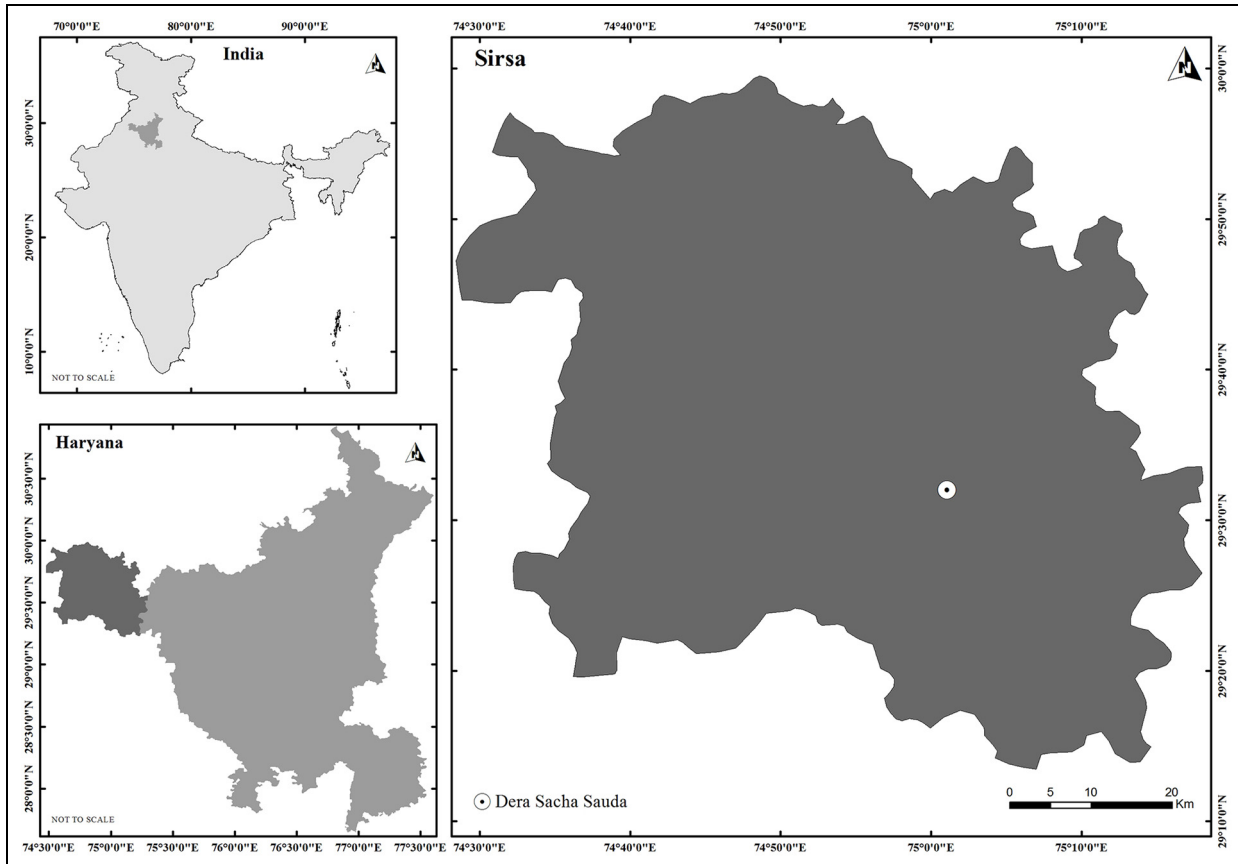 70°0'0"E 80°0'0"E 90°0'0"E
India
N
30°0'0"N
20°0'0"N
10°0'0"N
NOT TO SCALE
Haryana
N
30°30'0"N
30°0'0"N
29°30'0"N
29°0'0"N
28°30'0"N
28°0'0"N
NOT TO SCALE
74°30'0"E 75°0'0"E 75°30'0"E 76°0'0"E 76°30'0"E 77°0'0"E 77°30'0"E
74°30'0"E 74°40'0"E 74°50'0"E 75°0'0"E 75°10'0"E
Sirsa
N
30°0'0"N
29°50'0"N
29°40'0"N
29°30'0"N
29°20'0"N
29°10'0"N
Dera Sacha Sauda
0 5 10 20
Km
74°30'0"E 74°40'0"E 74°50'0"E 75°0'0"E 75°10'0"E